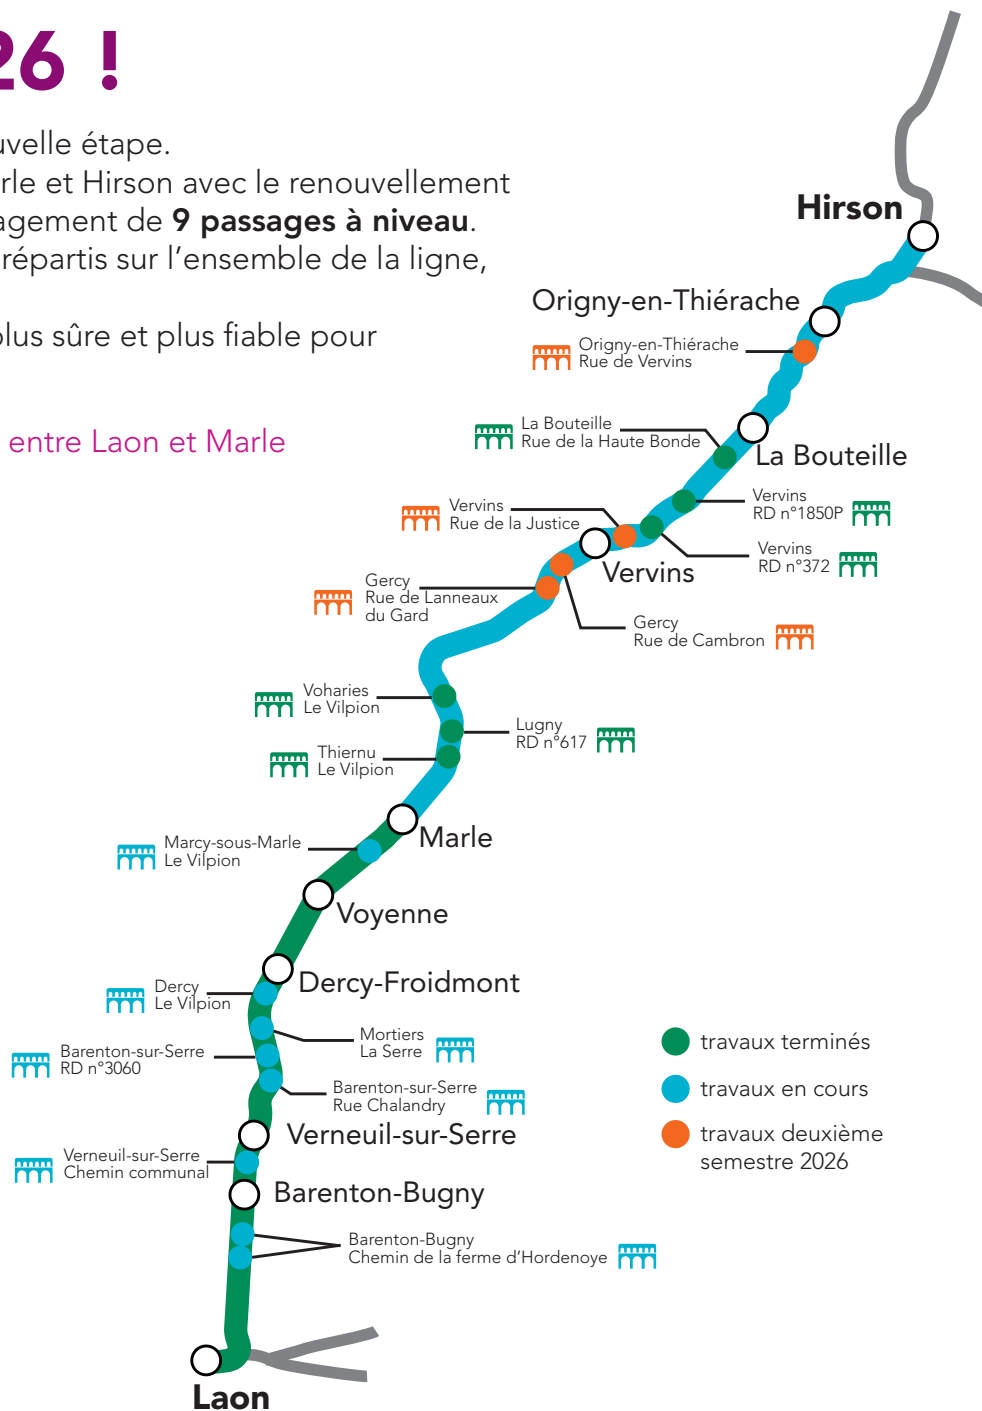 26 !
uvelle étape.
rle et Hirson avec le renouvellement
agement de 9 passages à niveau.
répartis sur l'ensemble de la ligne,
plus sûre et plus fiable pour
entre Laon et Marle
Hirson
Origny-en-Thiérache
Origny-en-Thiérache
Rue de Vervins
La Bouteille
Rue de la Haute Bonde
La Bouteille
Vervins
RD n°1850P
Vervins
Rue de la Justice
Vervins
RD n°372
Vervins
Gercy
Rue de Lanneaux
du Gard
Gercy
Rue de Cambron
Voharies
Le Vilpion
Lugny
RD n°617
Thiernu
Le Vilpion
Marle
Marcy-sous-Marle
Le Vilpion
Voyenne
Dercy-Froidmont
Dercy
Le Vilpion
Mortiers
La Serre
Barenton-sur-Serre
RD n°3060
Barenton-sur-Serre
Rue Chalandry
travaux terminés
travaux en cours
travaux deuxième
semestre 2026
Verneuil-sur-Serre
Verneuil-sur-Serre
Chemin communal
Barenton-Bugny
Barenton-Bugny
Chemin de la ferme d'Hordenoye
Laon